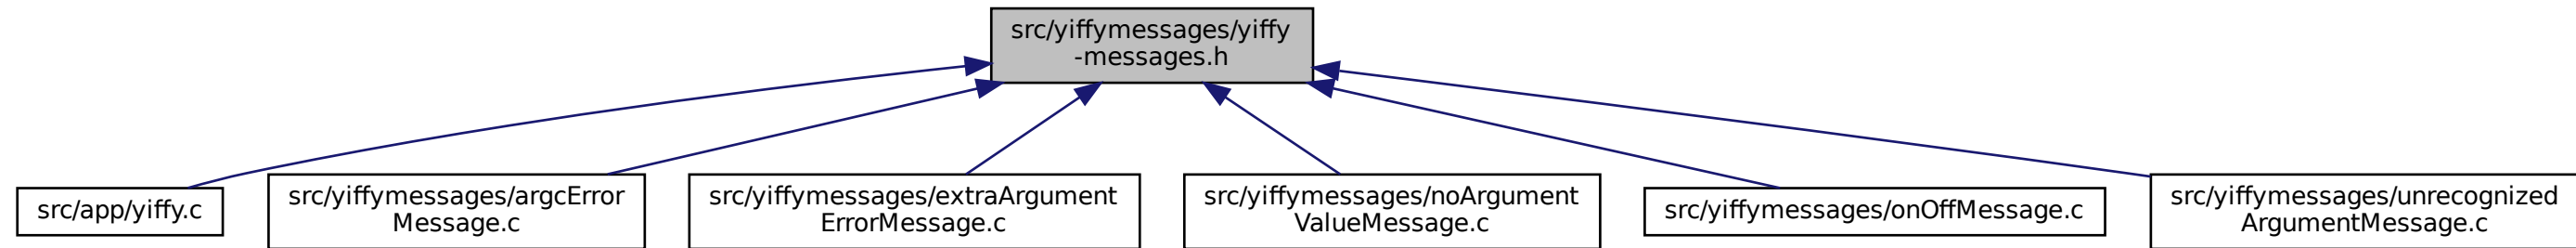 src/yiffymessages/yiffy
-messages.h
src/app/yiffy.c
src/yiffymessages/argcError
Message.c
src/yiffymessages/extraArgument
ErrorMessage.c
src/yiffymessages/noArgument
ValueMessage.c
src/yiffymessages/onOffMessage.c
src/yiffymessages/unrecognized
ArgumentMessage.c